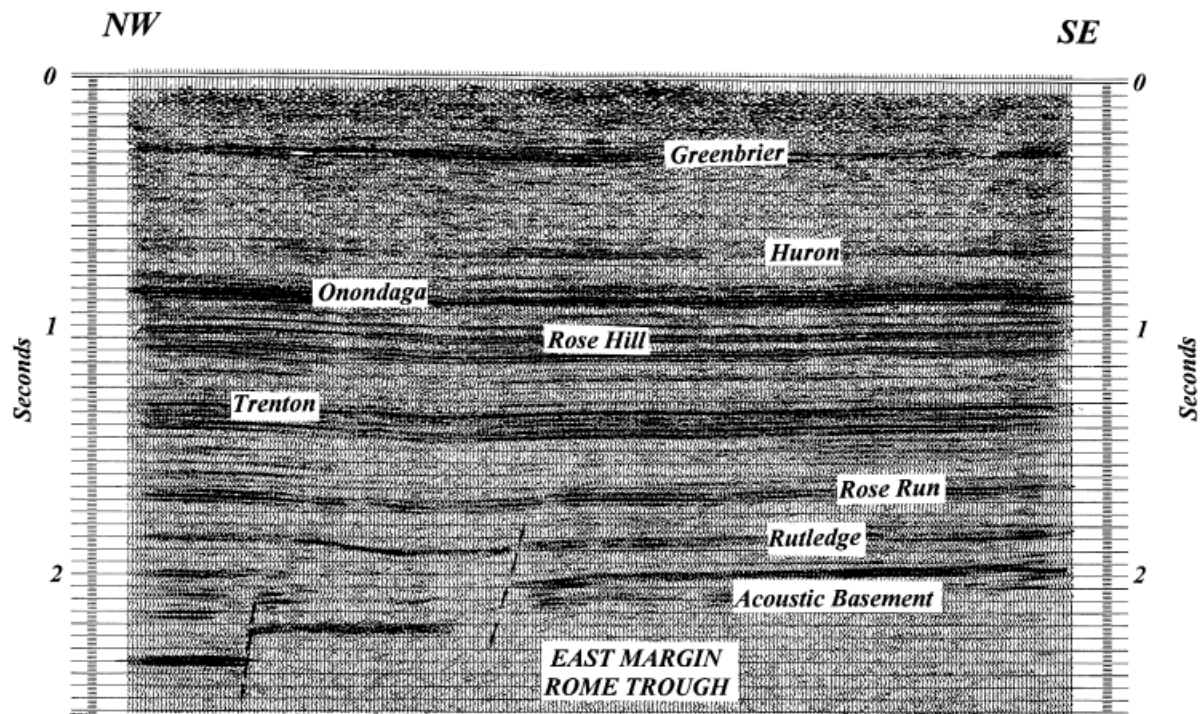 NW
SE
0
0
Greenbrier
Huron
Onondaga
1
Rose Hill
1
Seconds
Seconds
Trenton
Rose Run
Rutledge
2
2
Acoustic Basement
EAST MARGIN
ROME TROUGH